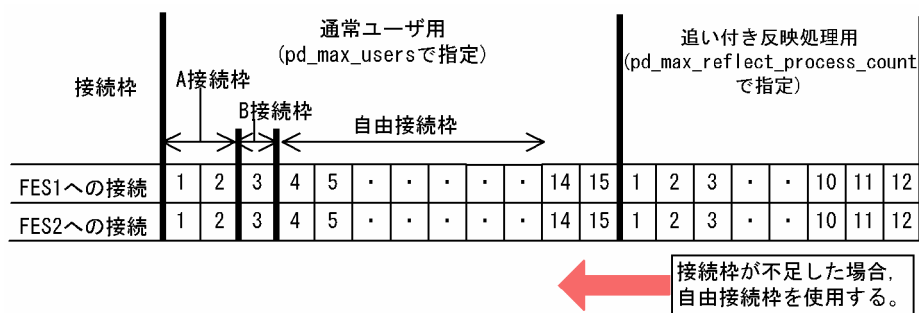 通常ユーザ用
(pd_max_usersで指定)
追い付き反映処理用
(pd_max_reflect_process_count
で指定)
接続枠
A接続枠
B接続枠
自由接続枠
FES1への接続 1 2 3 4 5 ・ ・ ・ ・ ・ 14 15 1 2 3 ・ ・ 10 11 12
FES2への接続 1 2 3 4 5 ・ ・ ・ ・ ・ 14 15 1 2 3 ・ ・ 10 11 12
接続枠が不足した場合,
自由接続枠を使用する。